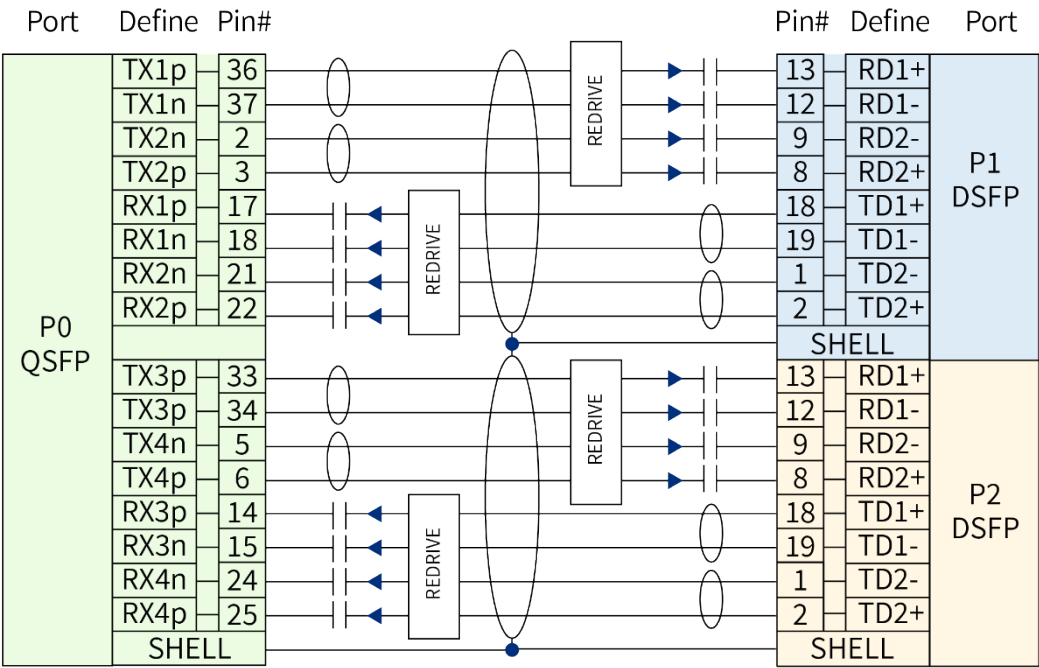 Port Define Pin# Pin# Define Port
TX1p 36 REDRIVE 13 RD1+
TX1n 37 12 RD1-
TX2n 2 9 RD2-
TX2p 3 8 RD2+
P1
DSFP
RX1p 17 REDRIVE 18 TD1+
RX1n 18 19 TD1-
RX2n 21 1 TD2-
RX2p 22 2 TD2+
P0
QSFP
SHELL
TX3p 33 REDRIVE 13 RD1+
TX3p 34 12 RD1-
TX4n 5 9 RD2-
TX4p 6 8 RD2+
P2
DSFP
RX3p 14 REDRIVE 18 TD1+
RX3n 15 19 TD1-
RX4n 24 1 TD2-
RX4p 25 2 TD2+
SHELL SHELL